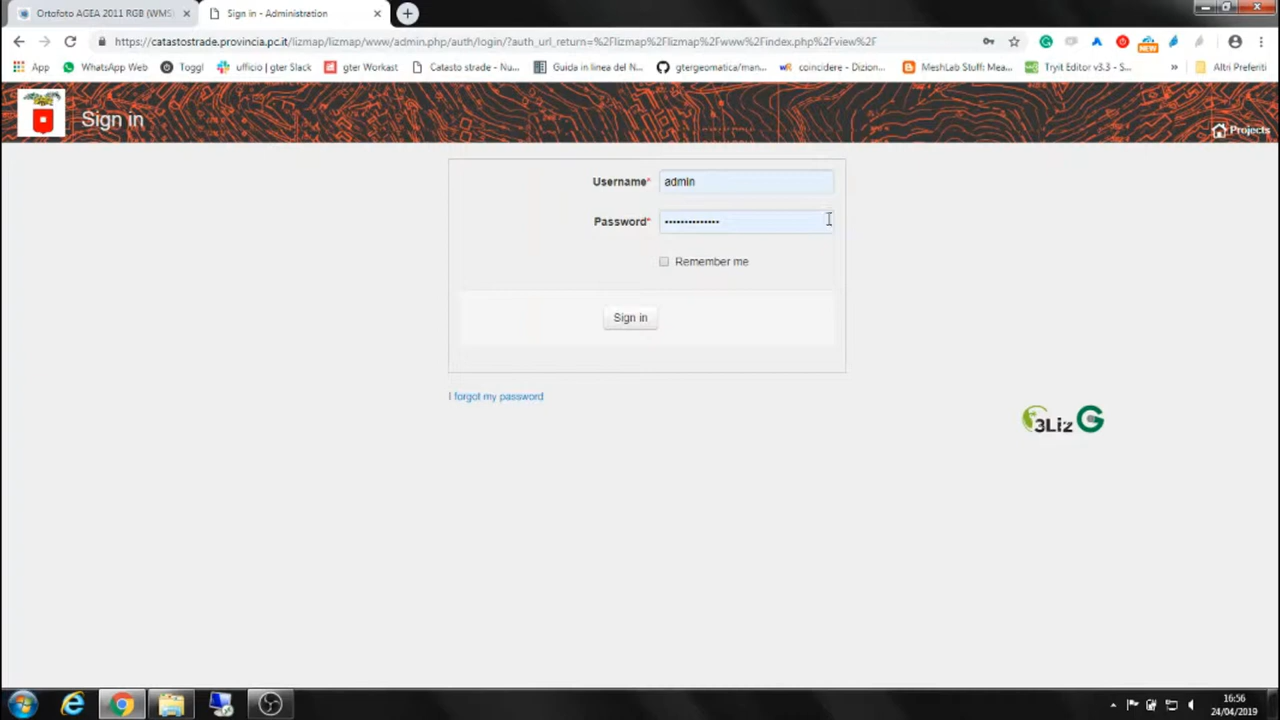 Ortofoto AGEA 2011 RGB (WMS)
Sign in - Administration
https://catastostrade.provincia.pc.it/lizmap/lizmap/www/admin.php/auth/login/?auth_url_return=%2Flizmap%2Flizmap%2Fwww%2Findex.php%2Fview%2F
NEW
App WhatsApp Web Toggl ufficio | gter Slack gter Workast Catasto strade - Nu... Guida in linea del N... gtergeomatica/man... coincidere - Dizion... MeshLab Stuff: Mea... Tryit Editor v3.3 - S... » Altri Preferiti
Sign in
Projects
Username* admin
Password* ••••••••••••••
Remember me
Sign in
I forgot my password
3Liz G
16:56
24/04/2019